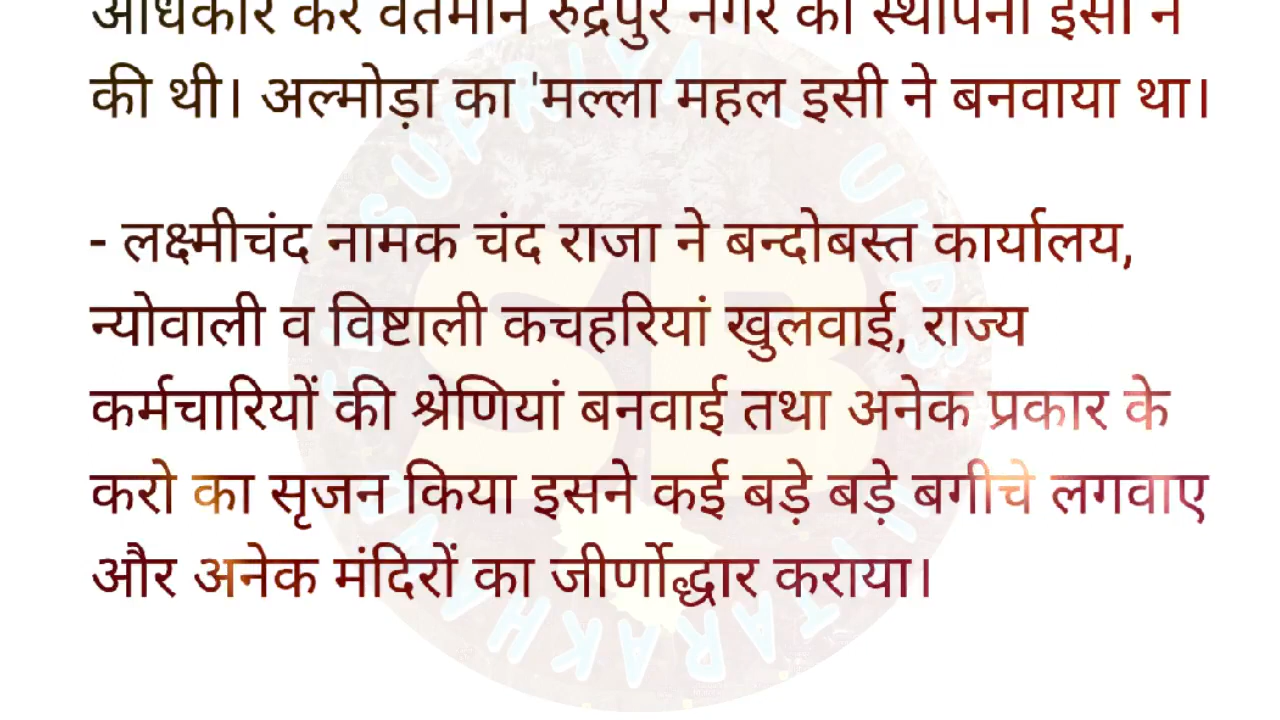 अधिकार कर वर्तमान रुद्रपुर नगर की स्थापना इसी ने
की थी। अल्मोड़ा का 'मल्ला महल इसी ने बनवाया था।
- लक्ष्मीचंद नामक चंद राजा ने बन्दोबस्त कार्यालय,
न्योवाली व विष्टाली कचहरियां खुलवाई, राज्य
कर्मचारियों की श्रेणियां बनवाई तथा अनेक प्रकार के
करो का सृजन किया इसने कई बड़े बड़े बगीचे लगवाए
और अनेक मंदिरों का जीर्णोद्धार कराया।
SB